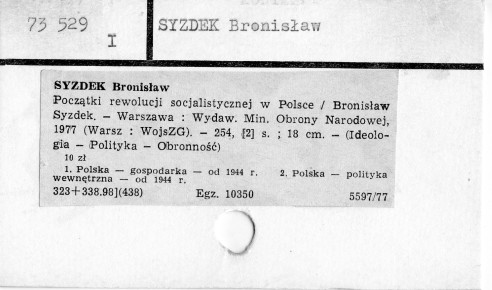 73 529
I
SYZDEK Bronisław
SYZDEK Bronisław
Początki rewolucji socjalistycznej w Polsce / Bronisław
Syzdek. — Warszawa : Wydaw. Min. Obrony Narodowej,
1977 (Warsz : WojsZG). — 254, [2] s. ; 18 cm. — (Ideolo-
gia — Polityka — Obronność)
10 zł
1. Polska — gospodarka — od 1944 r. 2. Polska — polityka
wewnętrzna — od 1944 r.
323+338.98](438) Egz. 10350 5597/77